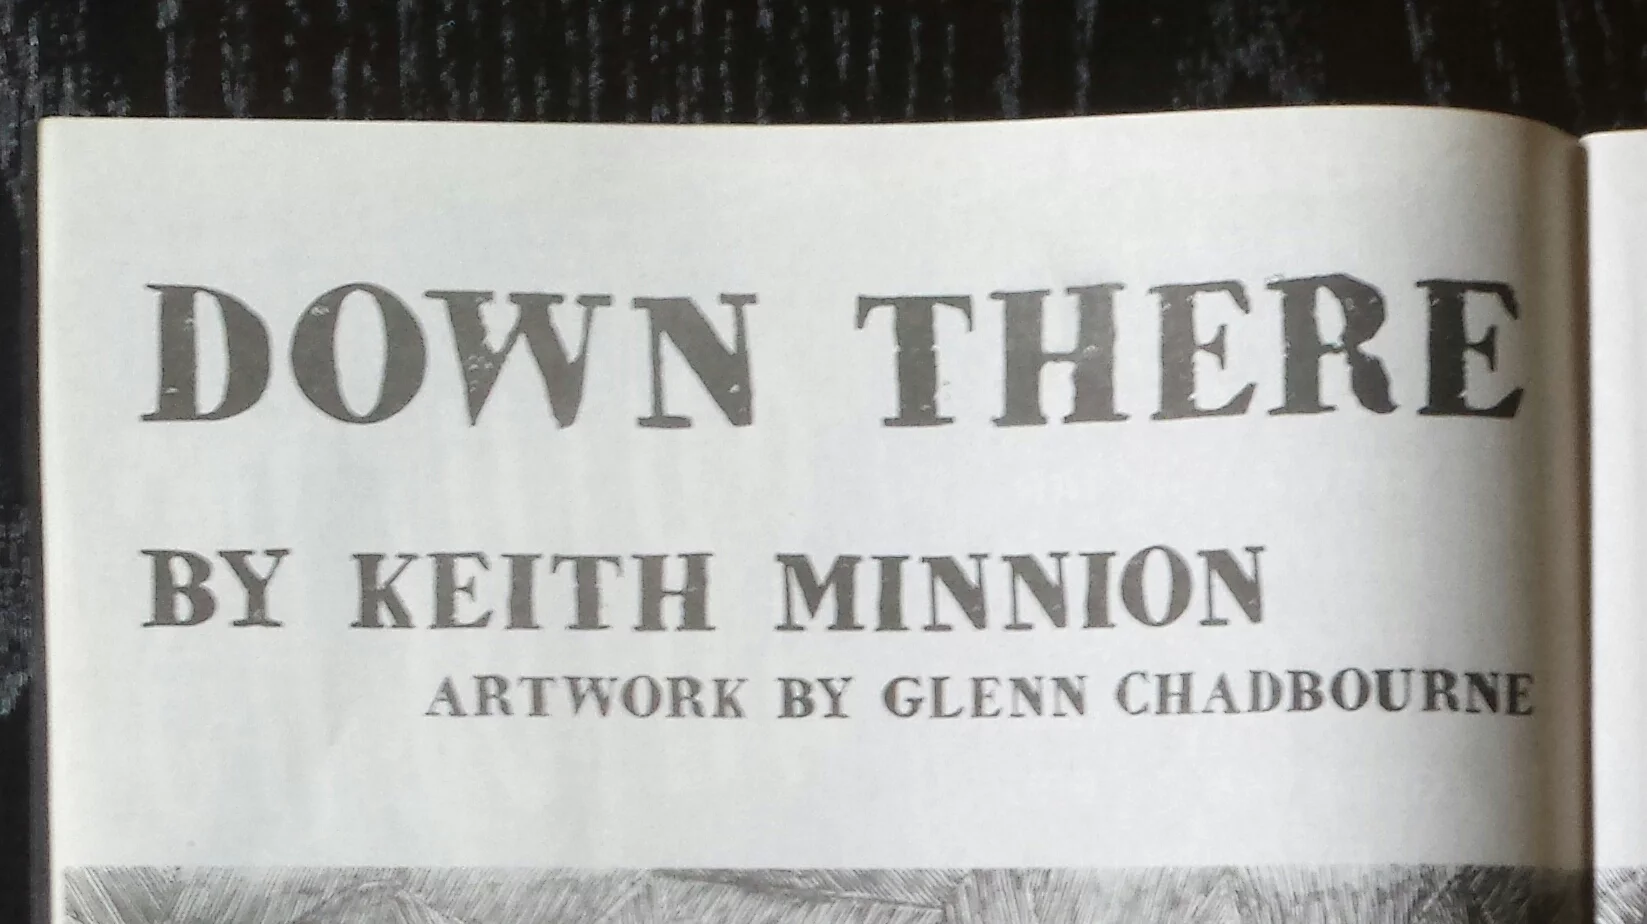 DOWN THERE
BY KEITH MINNION
ARTWORK BY GLENN CHADBOURNE